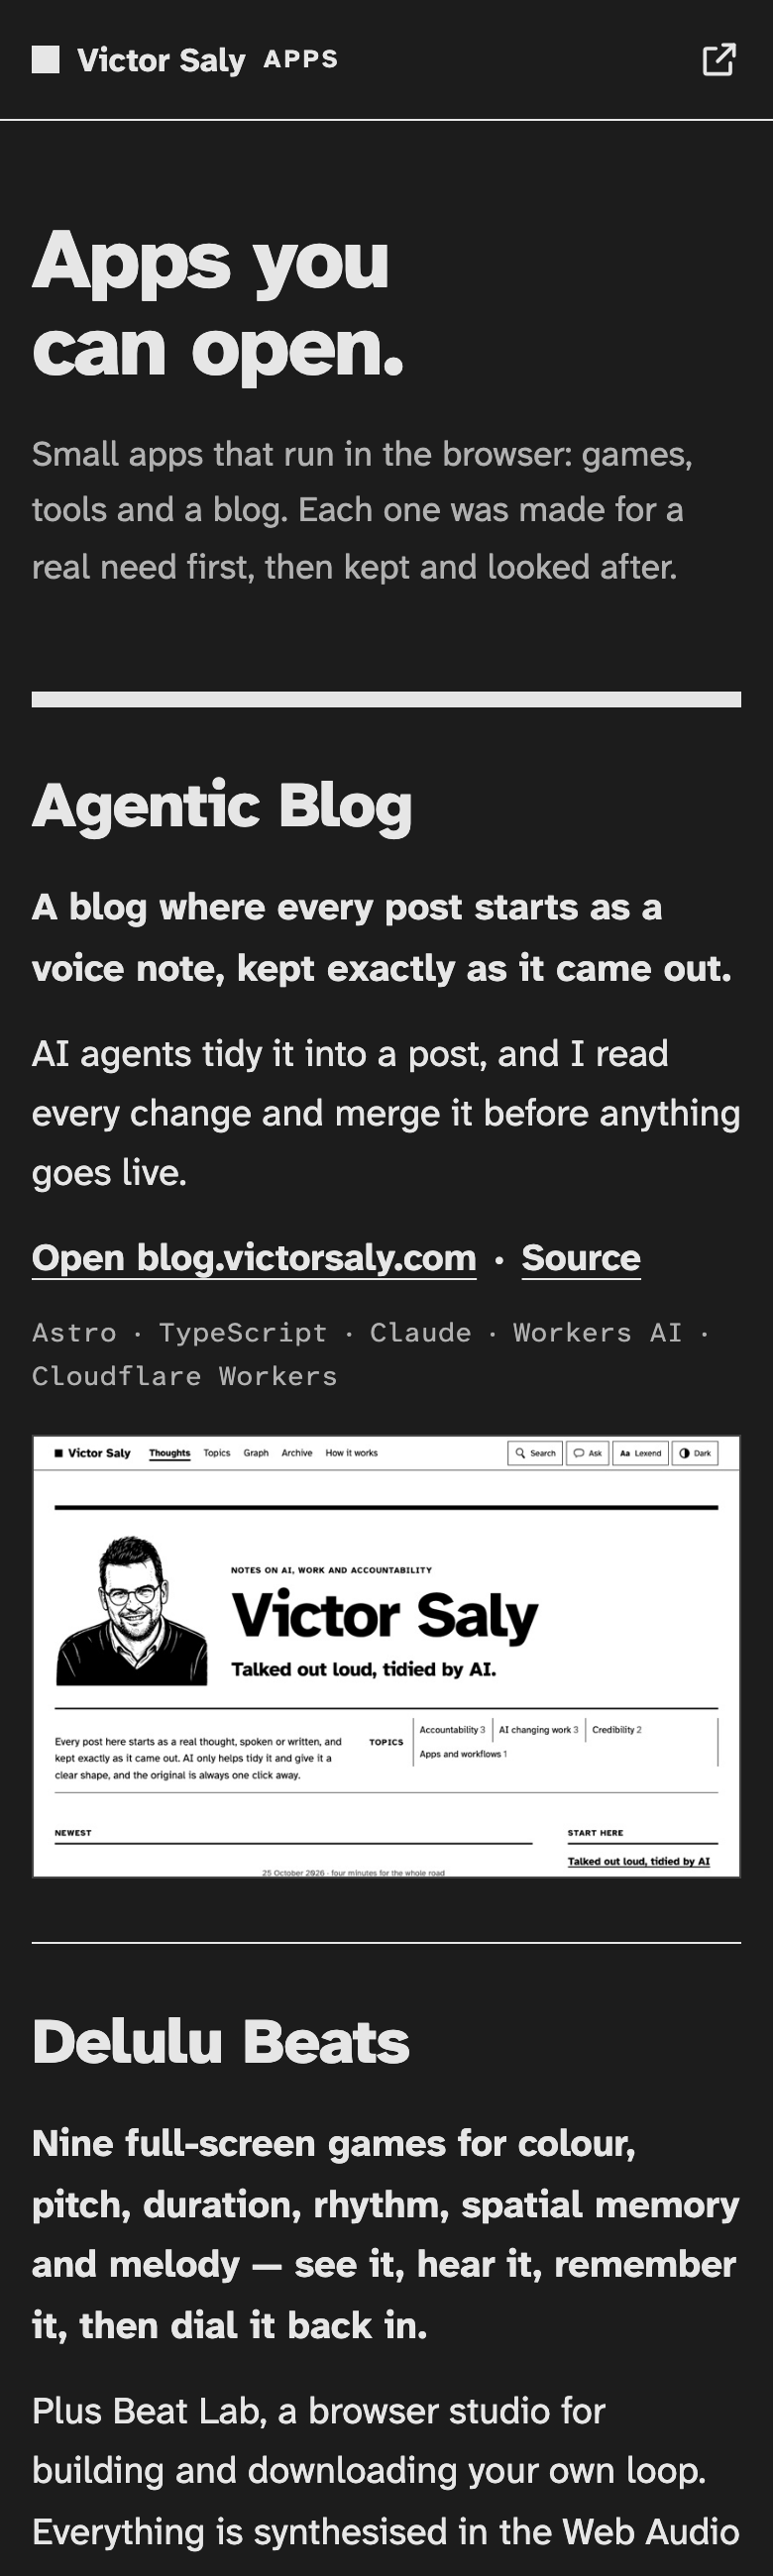 Victor Saly APPS
Apps you
can open.
Small apps that run in the browser: games,
tools and a blog. Each one was made for a
real need first, then kept and looked after.
Agentic Blog
A blog where every post starts as a
voice note, kept exactly as it came out.
AI agents tidy it into a post, and I read
every change and merge it before anything
goes live.
Open blog.victorsaly.com · Source
Astro · TypeScript · Claude · Workers AI ·
Cloudflare Workers
Victor Saly Thoughts Topics Graph Archive How it works Search Ask Aa Lexend Dark
NOTES ON AI, WORK AND ACCOUNTABILITY
Victor Saly
Talked out loud, tidied by AI.
Every post here starts as a real thought, spoken or written, and
kept exactly as it came out. AI only helps tidy it and give it a
clear shape, and the original is always one click away.
TOPICS
Accountability 3 AI changing work 3 Credibility 2
Apps and workflows 1
NEWEST
25 October 2026 · four minutes for the whole road
START HERE
Talked out loud, tidied by AI
Delulu Beats
Nine full-screen games for colour,
pitch, duration, rhythm, spatial memory
and melody — see it, hear it, remember
it, then dial it back in.
Plus Beat Lab, a browser studio for
building and downloading your own loop.
Everything is synthesised in the Web Audio